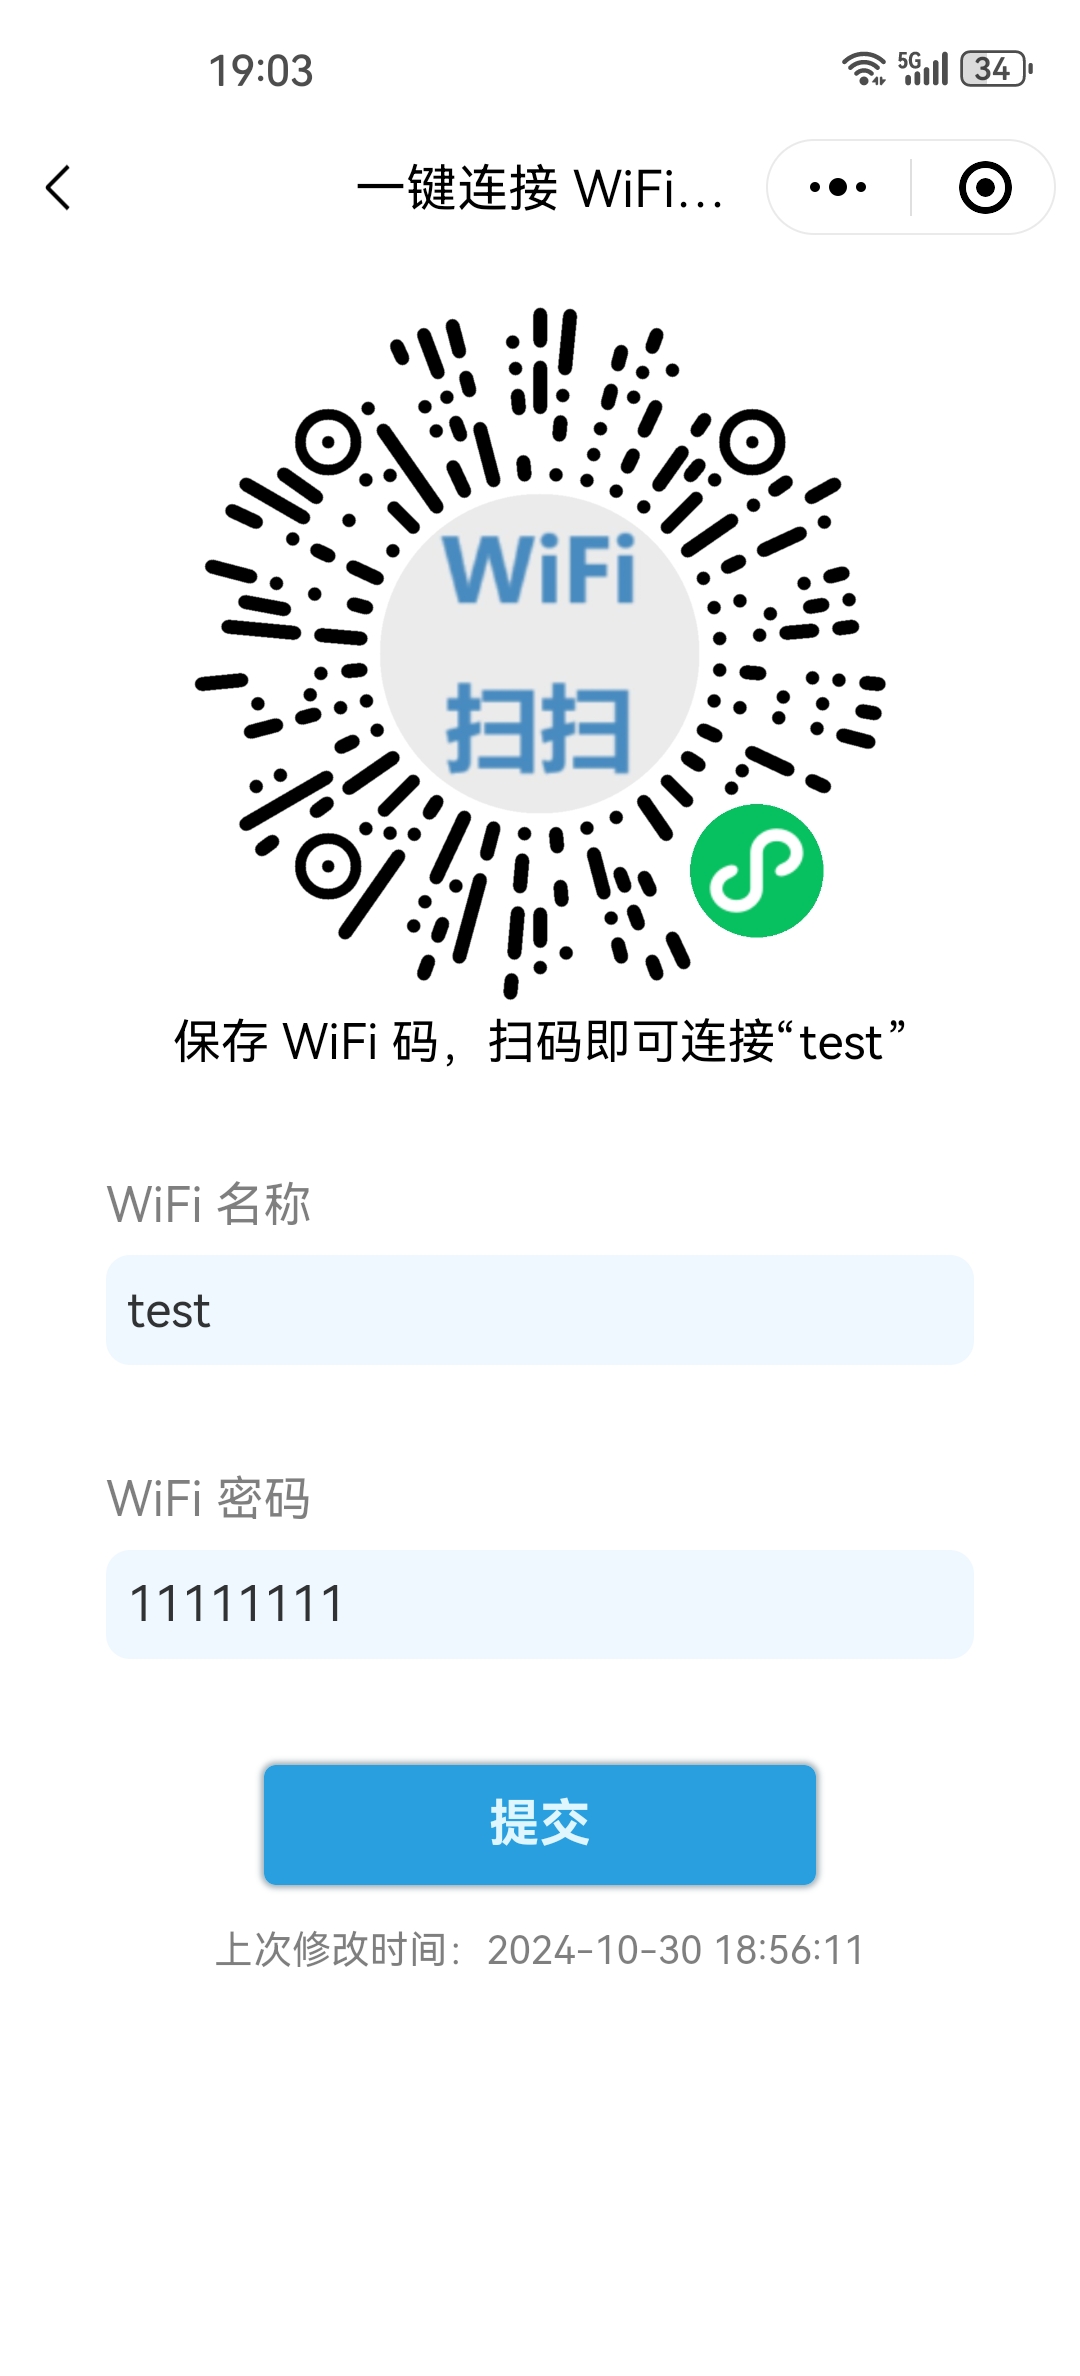 19:03
5G
34
一键连接 WiFi...
WiFi
扫扫
保存 WiFi 码，扫码即可连接“test”
WiFi 名称
test
WiFi 密码
11111111
提交
上次修改时间：2024-10-30 18:56:11